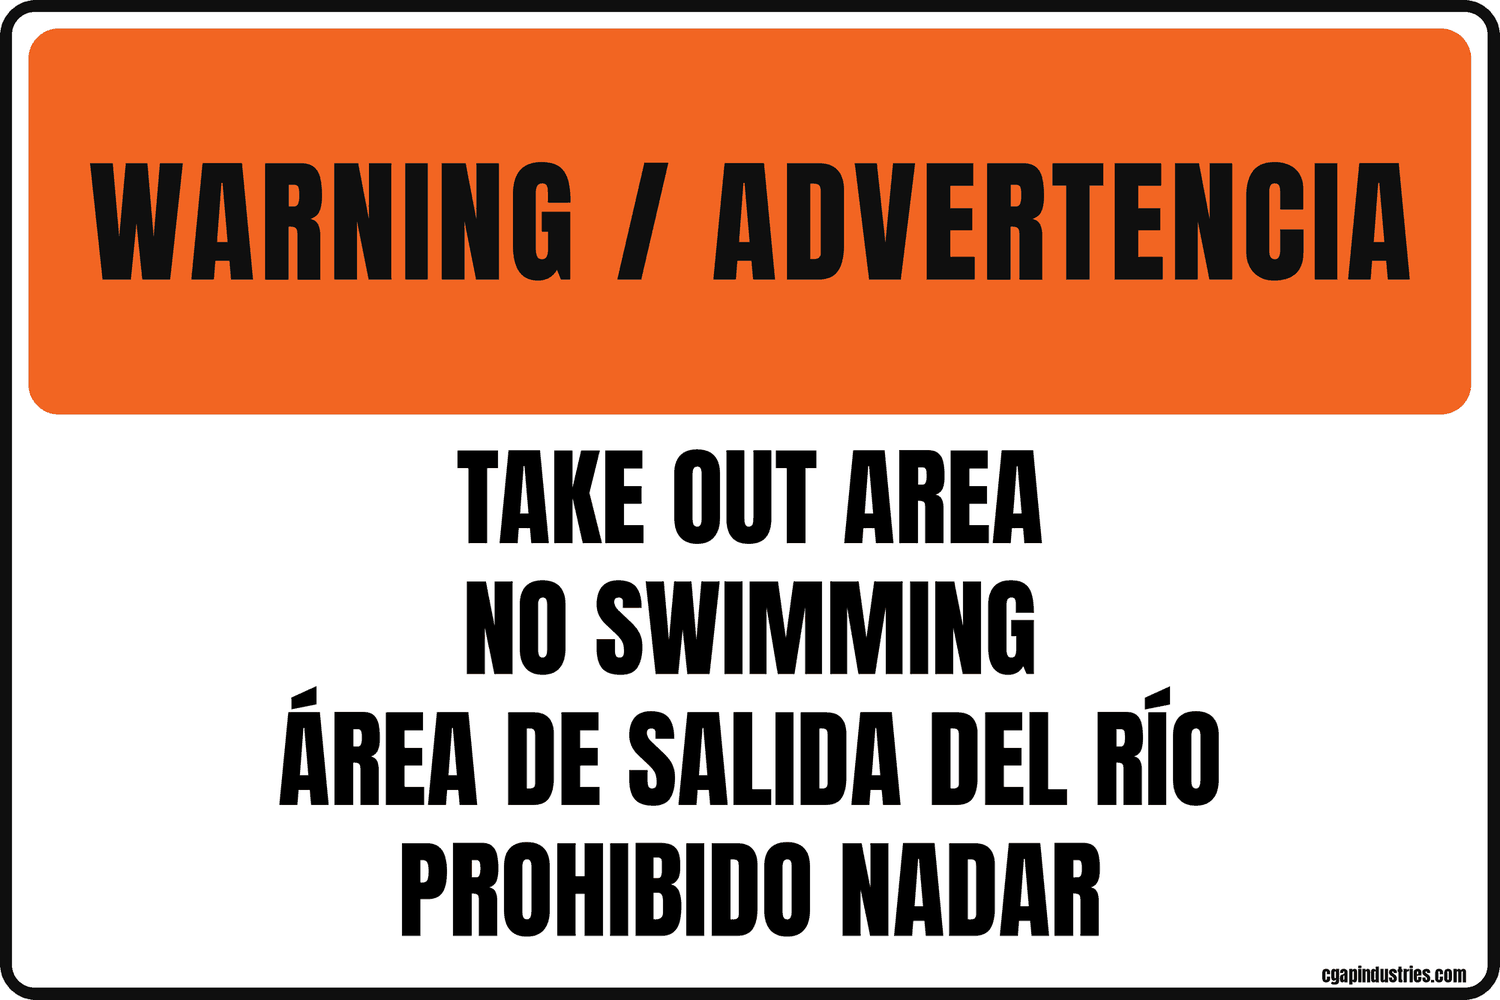 WARNING / ADVERTENCIA
TAKE OUT AREA
NO SWIMMING
ÁREA DE SALIDA DEL RÍO
PROHIBIDO NADAR
cgapindustries.com